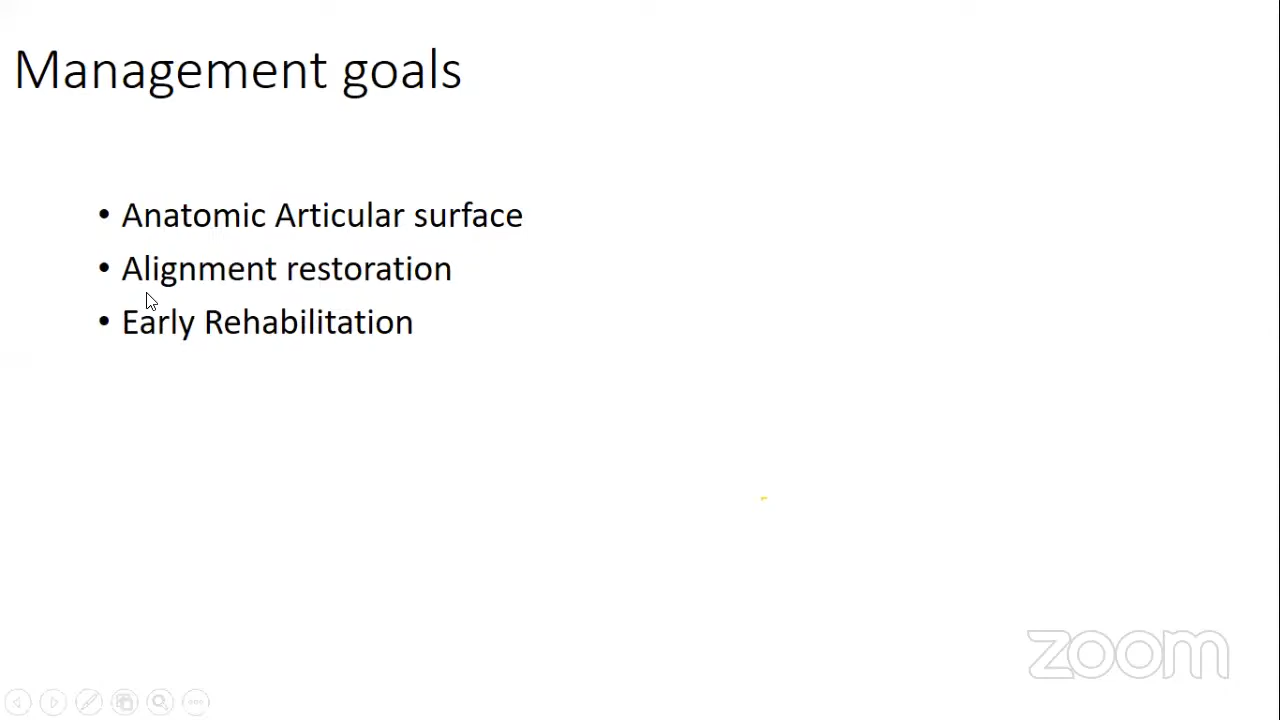 Management goals
• Anatomic Articular surface
• Alignment restoration
• Early Rehabilitation
zoom